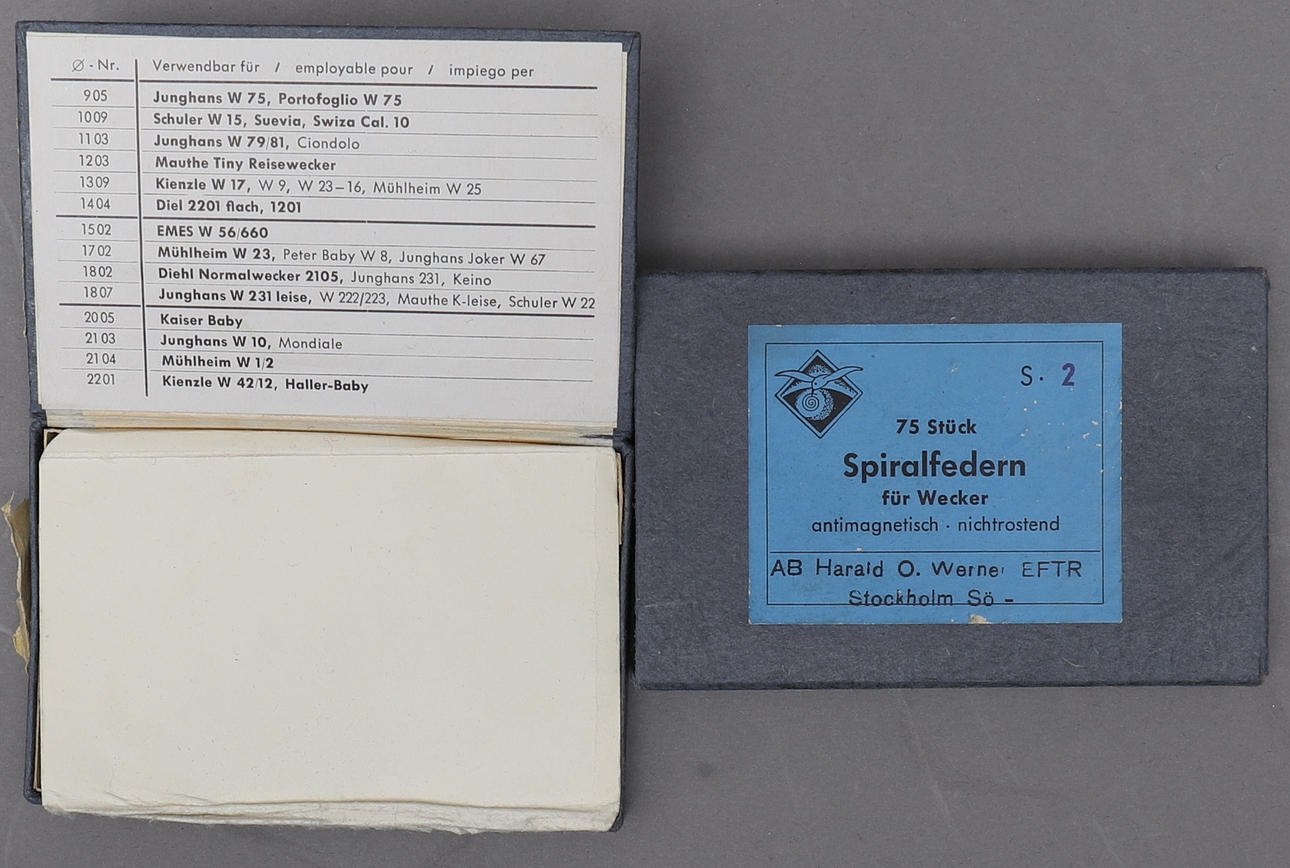 Ø - Nr. Verwendbar für / employable pour / impiego per
905 Junghans W 75, Portofoglio W 75
1009 Schuler W 15, Suevia, Swiza Cal. 10
1103 Junghans W 79/81, Ciondolo
1203 Mauthe Tiny Reisewecker
1309 Kienzle W 17, W 9, W 23–16, Mühlheim W 25
1404 Diel 2201 flach, 1201
1502 EMES W 56/660
1702 Mühlheim W 23, Peter Baby W 8, Junghans Joker W 67
1802 Diehl Normalwecker 2105, Junghans 231, Keino
1807 Junghans W 231 leise, W 222/223, Mauthe K-leise, Schuler W 22
2005 Kaiser Baby
2103 Junghans W 10, Mondiale
2104 Mühlheim W 1/2
2201 Kienzle W 42/12, Haller-Baby
S. 2
75 Stück
Spiralfedern
für Wecker
antimagnetisch · nichtrostend
AB Harald O. Werner EFTR
Stockholm Sö -